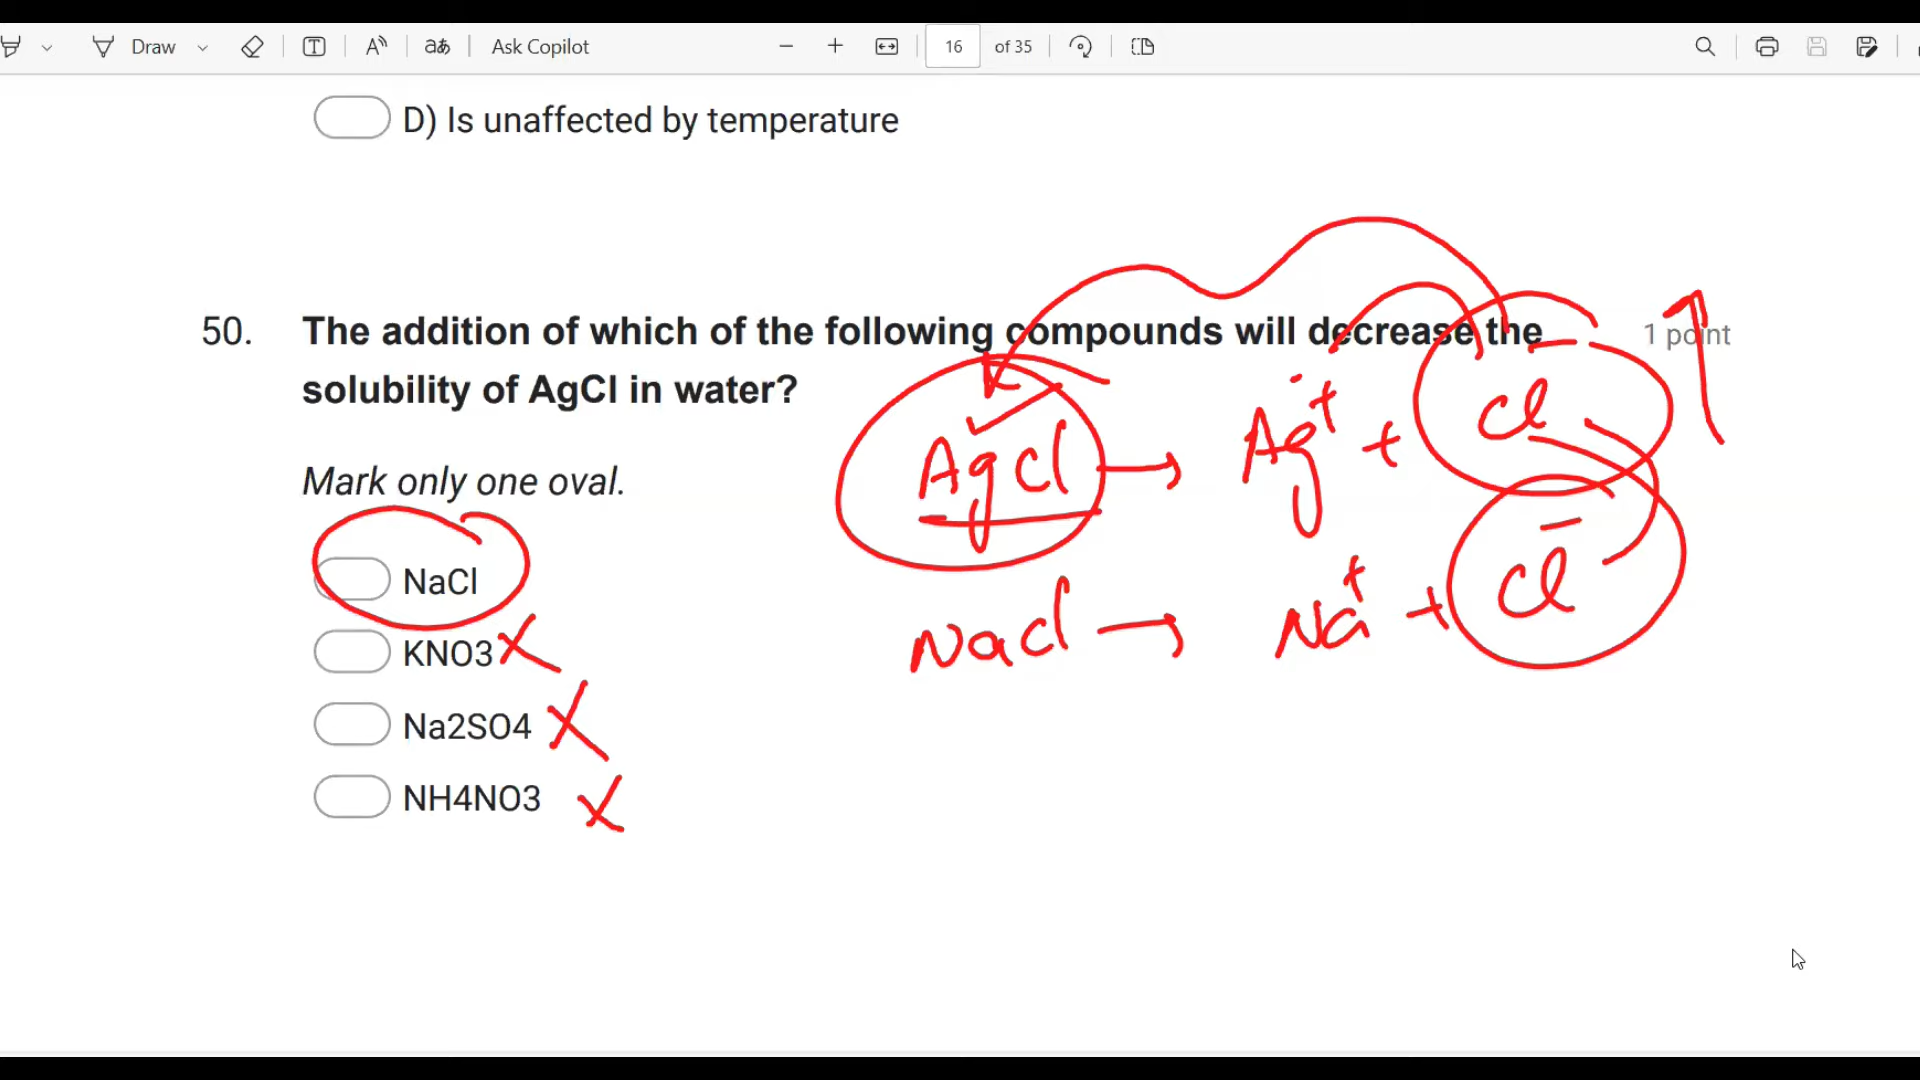 Draw
aあ
Ask Copilot
16 of 35
D) Is unaffected by temperature
50. The addition of which of the following compounds will decrease the 1 point
solubility of AgCl in water?
AgCl → Ag+ + Cl-
Mark only one oval.
NaCl
NaCl → Na+ + Cl-
KNO3
Na2SO4
NH4NO3